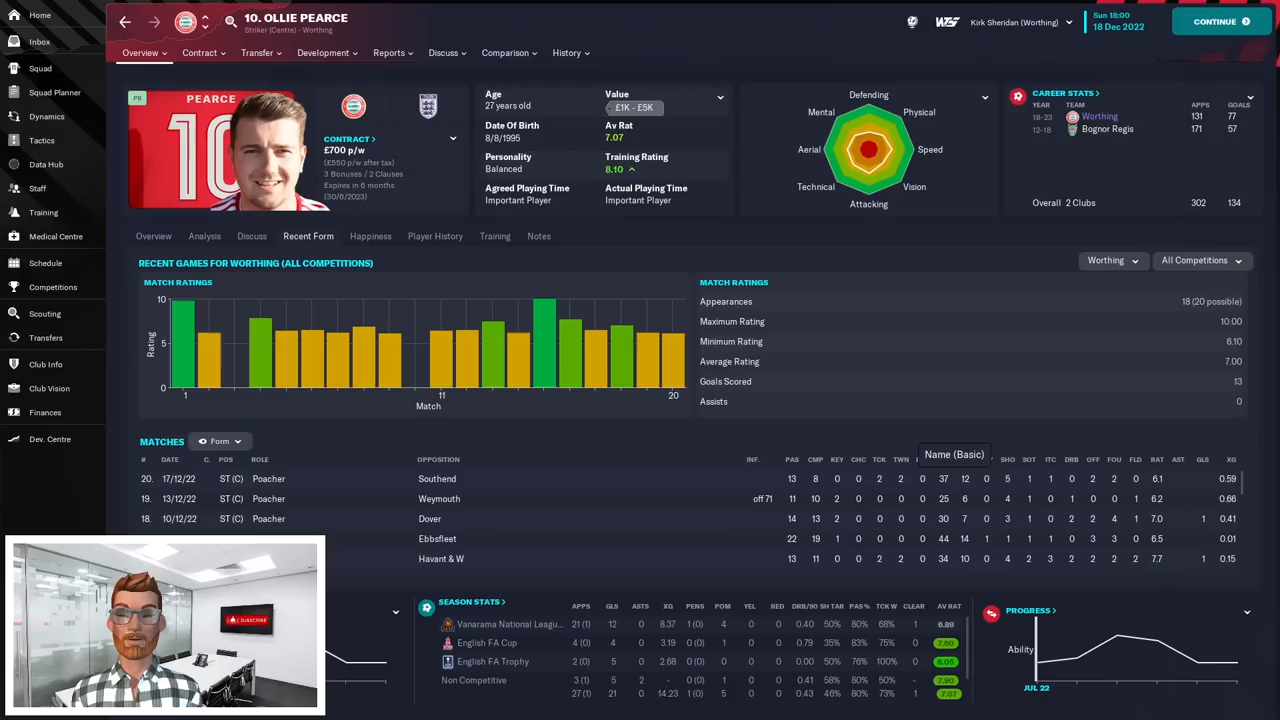 10. OLLIE PEARCE
Striker (Centre) - Worthing
Kirk Sheridan (Worthing)
Sun 18:00
18 Dec 2022
CONTINUE
Home
Inbox
Squad
Squad Planner
Dynamics
Tactics
Data Hub
Staff
Training
Medical Centre
Schedule
Competitions
Scouting
Transfers
Club Info
Club Vision
Finances
Dev. Centre
Overview Contract Transfer Development Reports Discuss Comparison History
PR
PEARCE
10
CONTRACT >
£700 p/w
(£550 p/w after tax)
3 Bonuses / 2 Clauses
Expires in 6 months
(30/6/2023)
Age
27 years old
Value
£1K - £5K
Date Of Birth
8/8/1995
Av Rat
7.07
Personality
Balanced
Training Rating
8.10
Agreed Playing Time
Important Player
Actual Playing Time
Important Player
Defending
Mental Physical
Aerial Speed
Technical Vision
Attacking
CAREER STATS >
YEAR TEAM APPS GOALS
18-23 Worthing 131 77
12-18 Bognor Regis 171 57
Overall 2 Clubs 302 134
Overview Analysis Discuss Recent Form Happiness Player History Training Notes
RECENT GAMES FOR WORTHING (ALL COMPETITIONS)
Worthing All Competitions
MATCH RATINGS
10
5
0
Rating
1 11 20
Match
MATCH RATINGS
Appearances 18 (20 possible)
Maximum Rating 10.00
Minimum Rating 6.10
Average Rating 7.00
Goals Scored 13
Assists 0
MATCHES Form
Name (Basic)
# DATE C. POS ROLE OPPOSITION INF. PAS CMP KEY CHC TCK TWN SHO SOT ITC DRB OFF FOU FLD RAT AST GLS XG
20. 17/12/22 ST (C) Poacher Southend 13 8 0 0 2 2 0 37 12 0 5 1 1 0 2 2 0 6.1 0.59
19. 13/12/22 ST (C) Poacher Weymouth off 71 11 10 2 0 0 0 0 25 6 0 4 1 0 1 0 0 1 6.2 0.66
18. 10/12/22 ST (C) Poacher Dover 14 13 2 0 0 0 0 30 7 0 3 1 0 2 2 4 1 7.0 1 0.41
Ebbsfleet 22 19 1 0 0 0 0 44 14 1 1 0 0 0 3 3 0 6.5 0.01
Havant & W 13 11 0 0 2 2 0 34 10 0 4 2 3 2 2 2 0 7.7 1 0.15
SUBSCRIBE
SEASON STATS > APPS GLS ASTS XG PENS POM YEL RED DRB/90 SH TAR PAS % TCK W CLEAR AV RAT
Vanarama National Leagu... 21 (1) 12 0 8.37 1 (0) 4 0 0 0.40 50% 80% 68% 1 6.89
English FA Cup 4 (0) 4 0 3.19 0 (0) 1 0 0 0.79 35% 83% 75% 0 7.60
English FA Trophy 2 (0) 5 0 2.68 0 (0) 0 0 0 0.00 50% 76% 100% 0 8.05
Non Competitive 3 (1) 5 2 - 0 (0) 1 0 0 0.41 58% 80% 50% - 7.90
27 (1) 21 0 14.23 1 (0) 5 0 0 0.43 46% 80% 73% 1 7.07
PROGRESS >
Ability
JUL 22